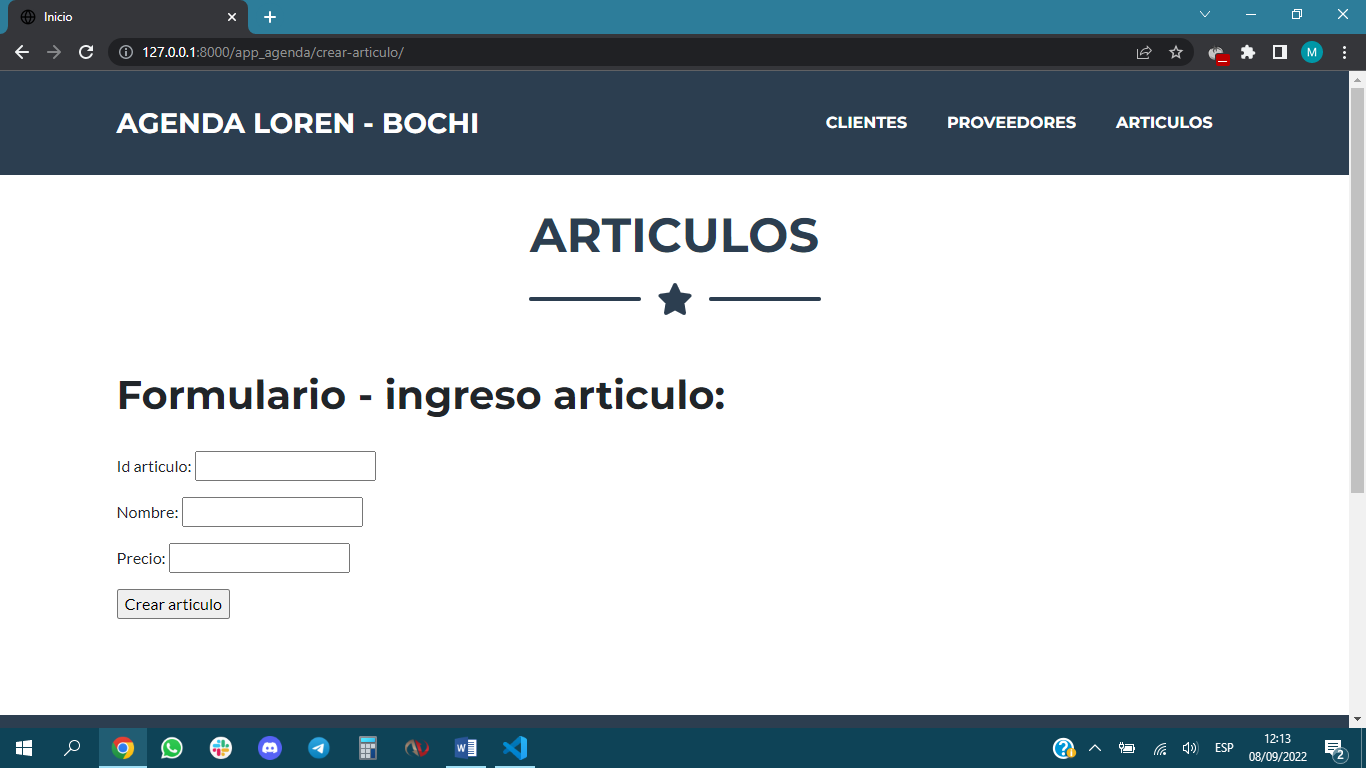 Inicio
127.0.0.1:8000/app_agenda/crear-articulo/
M
AGENDA LOREN - BOCHI
CLIENTES PROVEEDORES ARTICULOS
ARTICULOS
Formulario - ingreso articulo:
Id articulo:
Nombre:
Precio:
Crear articulo
ESP
12:13
08/09/2022
2